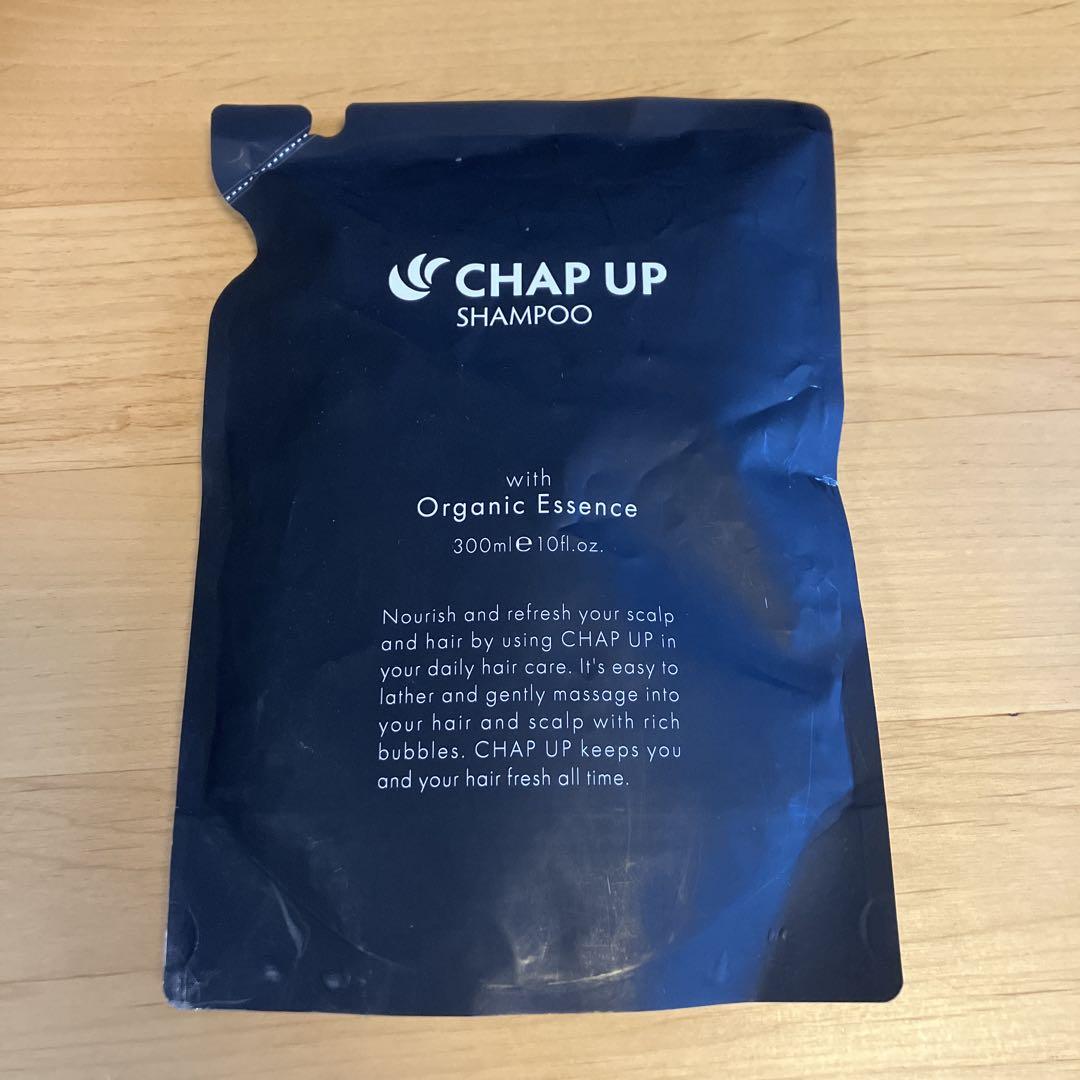 CHAP UP
SHAMPOO
with
Organic Essence
300ml℮10fl.oz.
Nourish and refresh your scalp
and hair by using CHAP UP in
your daily hair care. It's easy to
lather and gently massage into
your hair and scalp with rich
bubbles. CHAP UP keeps you
and your hair fresh all time.